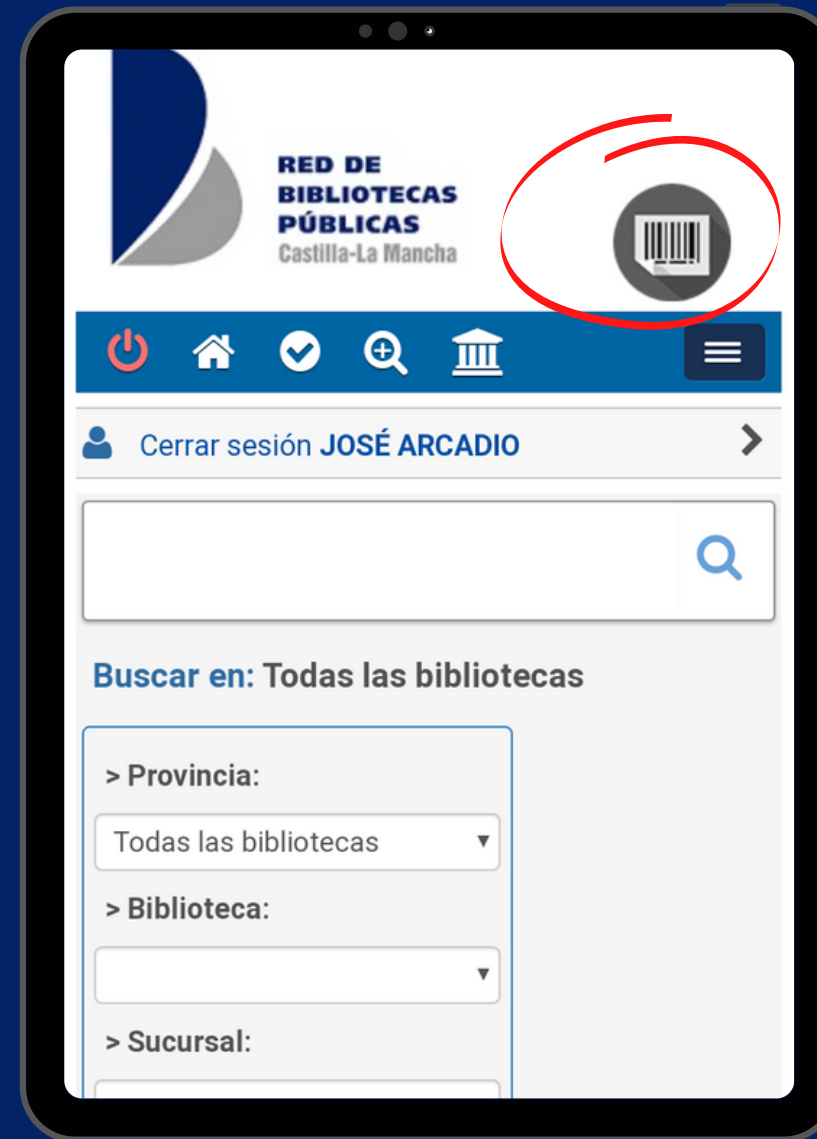 RED DE
BIBLIOTECAS
PÚBLICAS
Castilla-La Mancha
Cerrar sesión JOSÉ ARCADIO
Buscar en: Todas las bibliotecas
> Provincia:
Todas las bibliotecas
> Biblioteca:
> Sucursal: